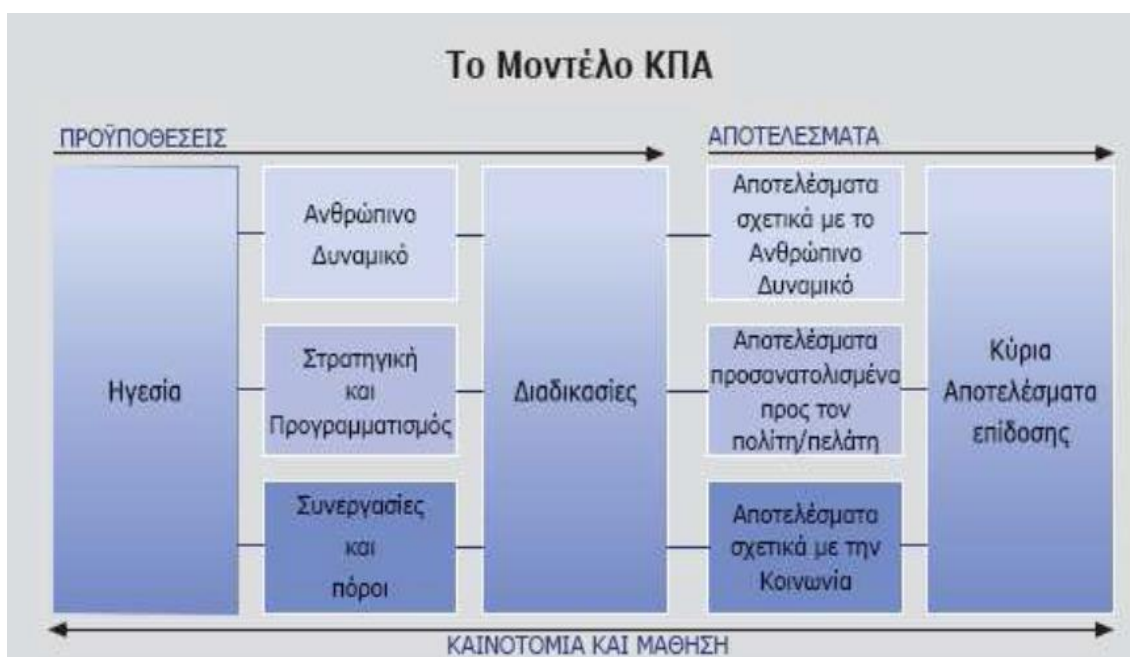 Το Μοντέλο ΚΠΑ
ΠΡΟΫΠΟΘΕΣΕΙΣ
ΑΠΟΤΕΛΕΣΜΑΤΑ
Ηγεσία
Ανθρώπινο
Δυναμικό
Στρατηγική
και
Προγραμματισμός
Συνεργασίες
και
πόροι
Διαδικασίες
Αποτελέσματα
σχετικά με το
Ανθρώπινο
Δυναμικό
Αποτελέσματα
προσανατολισμένα
προς τον
πολίτη/πελάτη
Αποτελέσματα
σχετικά με την
Κοινωνία
Κύρια
Αποτελέσματα
επίδοσης
ΚΑΙΝΟΤΟΜΙΑ ΚΑΙ ΜΑΘΗΣΗ